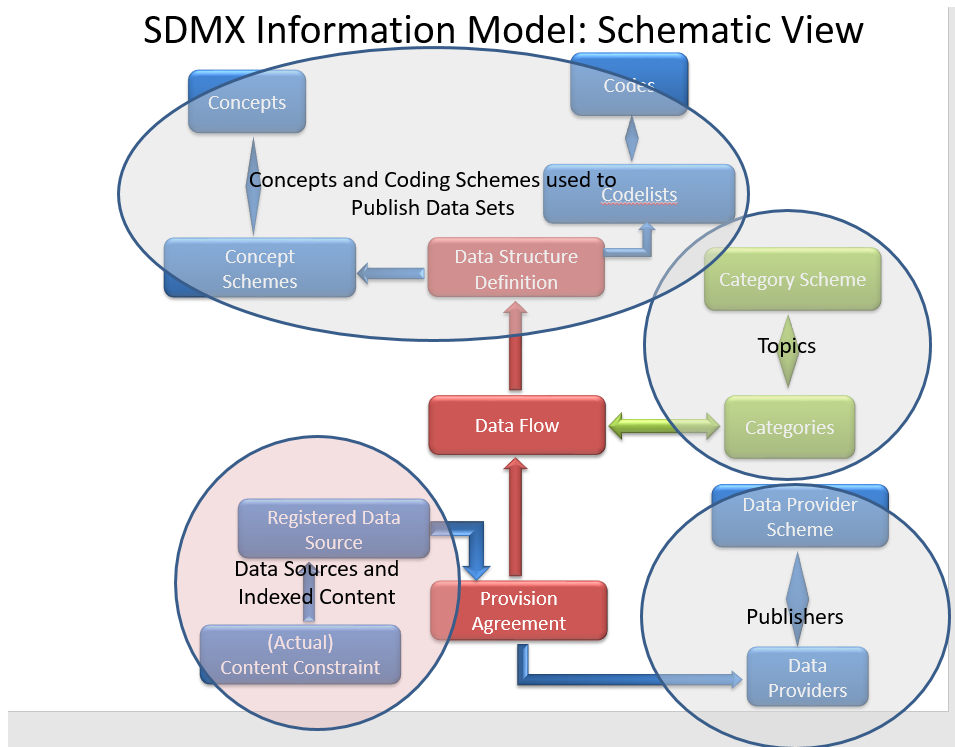 SDMX Information Model: Schematic View
Concepts
Codes
Concepts and Coding Schemes used to
Publish Data Sets
Codelists
Concept
Schemes
Data Structure
Definition
Category Scheme
Topics
Data Flow
Categories
Registered Data
Source
Data Sources and
Indexed Content
(Actual)
Content Constraint
Provision
Agreement
Data Provider
Scheme
Publishers
Data
Providers